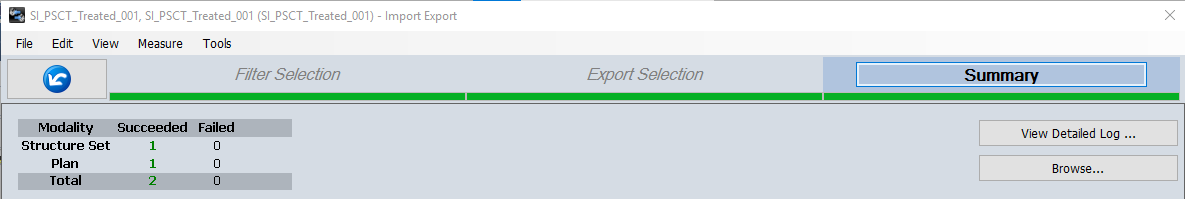 SI_PSCT_Treated_001, SI_PSCT_Treated_001 (SI_PSCT_Treated_001) - Import Export
File Edit View Measure Tools
Filter Selection Export Selection Summary
Modality Succeeded Failed
Structure Set 1 0
Plan 1 0
Total 2 0
View Detailed Log ...
Browse...